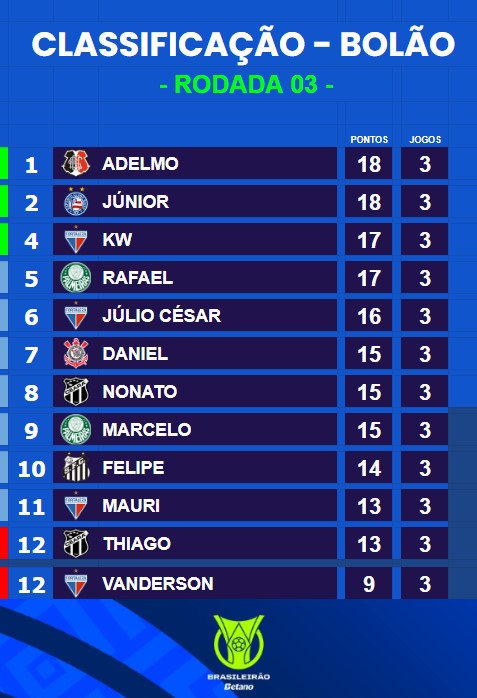 CLASSIFICAÇÃO - BOLÃO
- RODADA 03 -
PONTOS JOGOS
1 ADELMO 18 3
2 JÚNIOR 18 3
4 KW 17 3
5 RAFAEL 17 3
6 JÚLIO CÉSAR 16 3
7 DANIEL 15 3
8 NONATO 15 3
9 MARCELO 15 3
10 FELIPE 14 3
11 MAURI 13 3
12 THIAGO 13 3
12 VANDERSON 9 3
BRASILEIRÃO
Betano